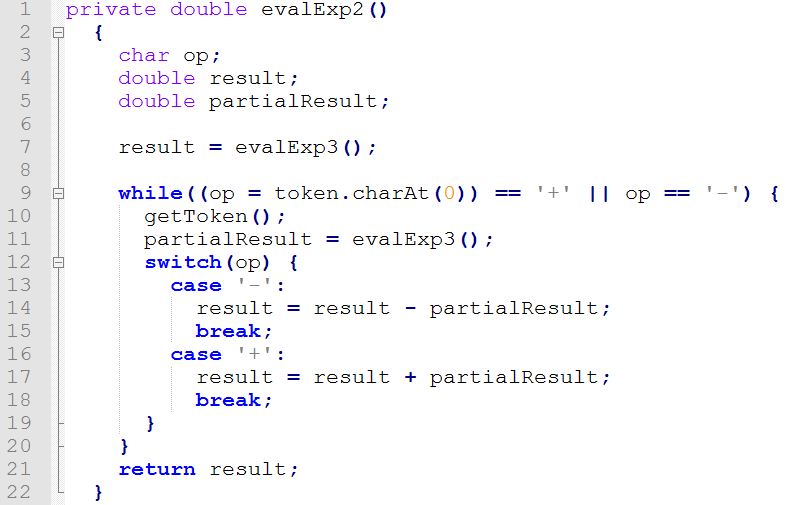 1 private double evalExp2()
2 {
3 char op;
4 double result;
5 double partialResult;
6
7 result = evalExp3();
8
9 while((op = token.charAt(0)) == '+' || op == '-') {
10 getToken();
11 partialResult = evalExp3();
12 switch(op) {
13 case '-':
14 result = result - partialResult;
15 break;
16 case '+':
17 result = result + partialResult;
18 break;
19 }
20 }
21 return result;
22 }